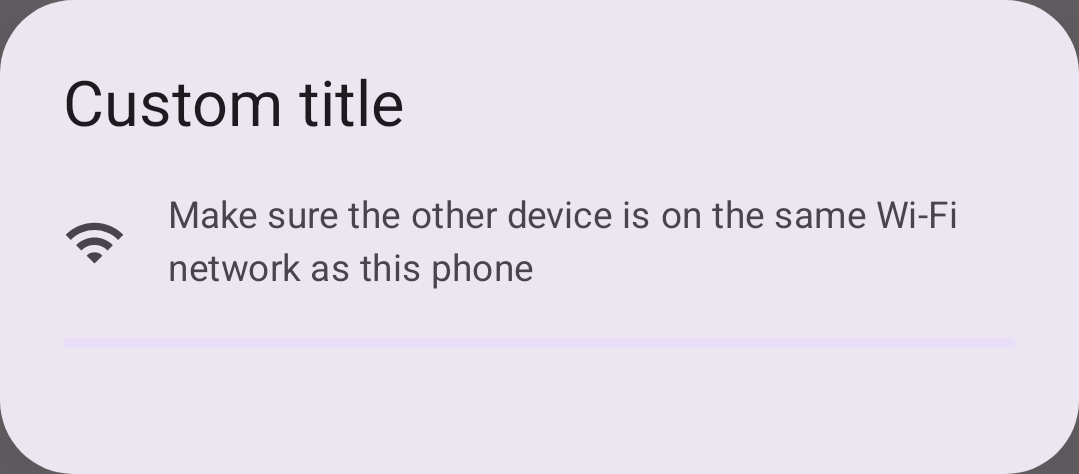 Custom title
Make sure the other device is on the same Wi-Fi
network as this phone